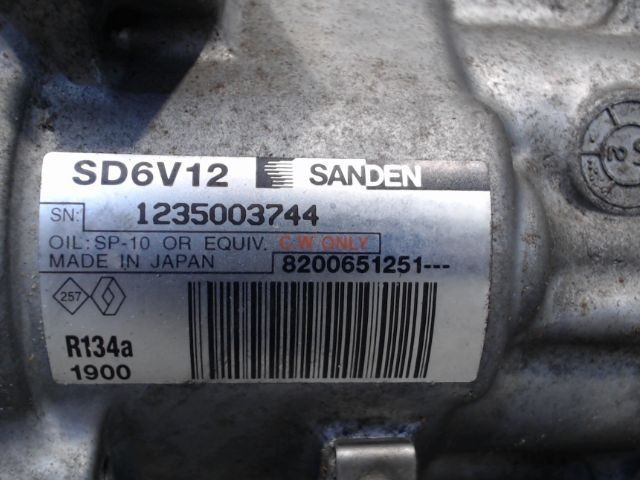 SD6V12 SANDEN
SN: 1235003744
OIL: SP-10 OR EQUIV. C.W ONLY
MADE IN JAPAN 8200651251---
257
R134a
1900